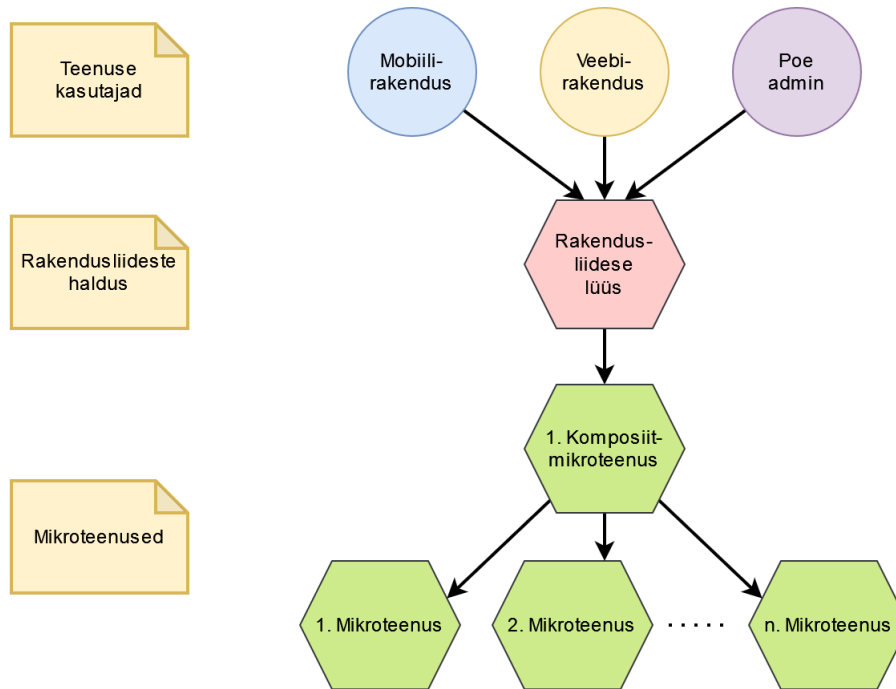 Teenuse
kasutajad
Mobiili-
rakendus
Veebi-
rakendus
Poe
admin
Rakendusliideste
haldus
Rakendus-
liidese
lüüs
Mikroteenused
1. Komposiit-
mikroteenus
1. Mikroteenus
2. Mikroteenus
......
n. Mikroteenus